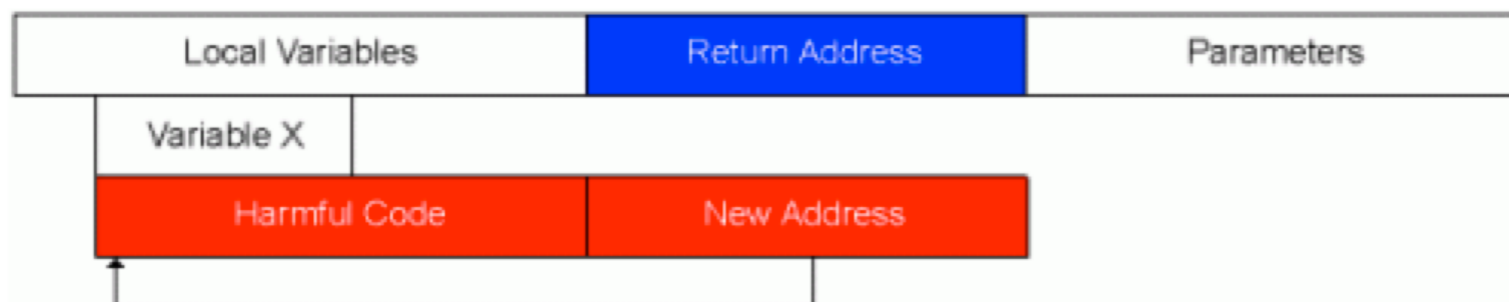 Local Variables Return Address Parameters
Variable X
Harmful Code New Address